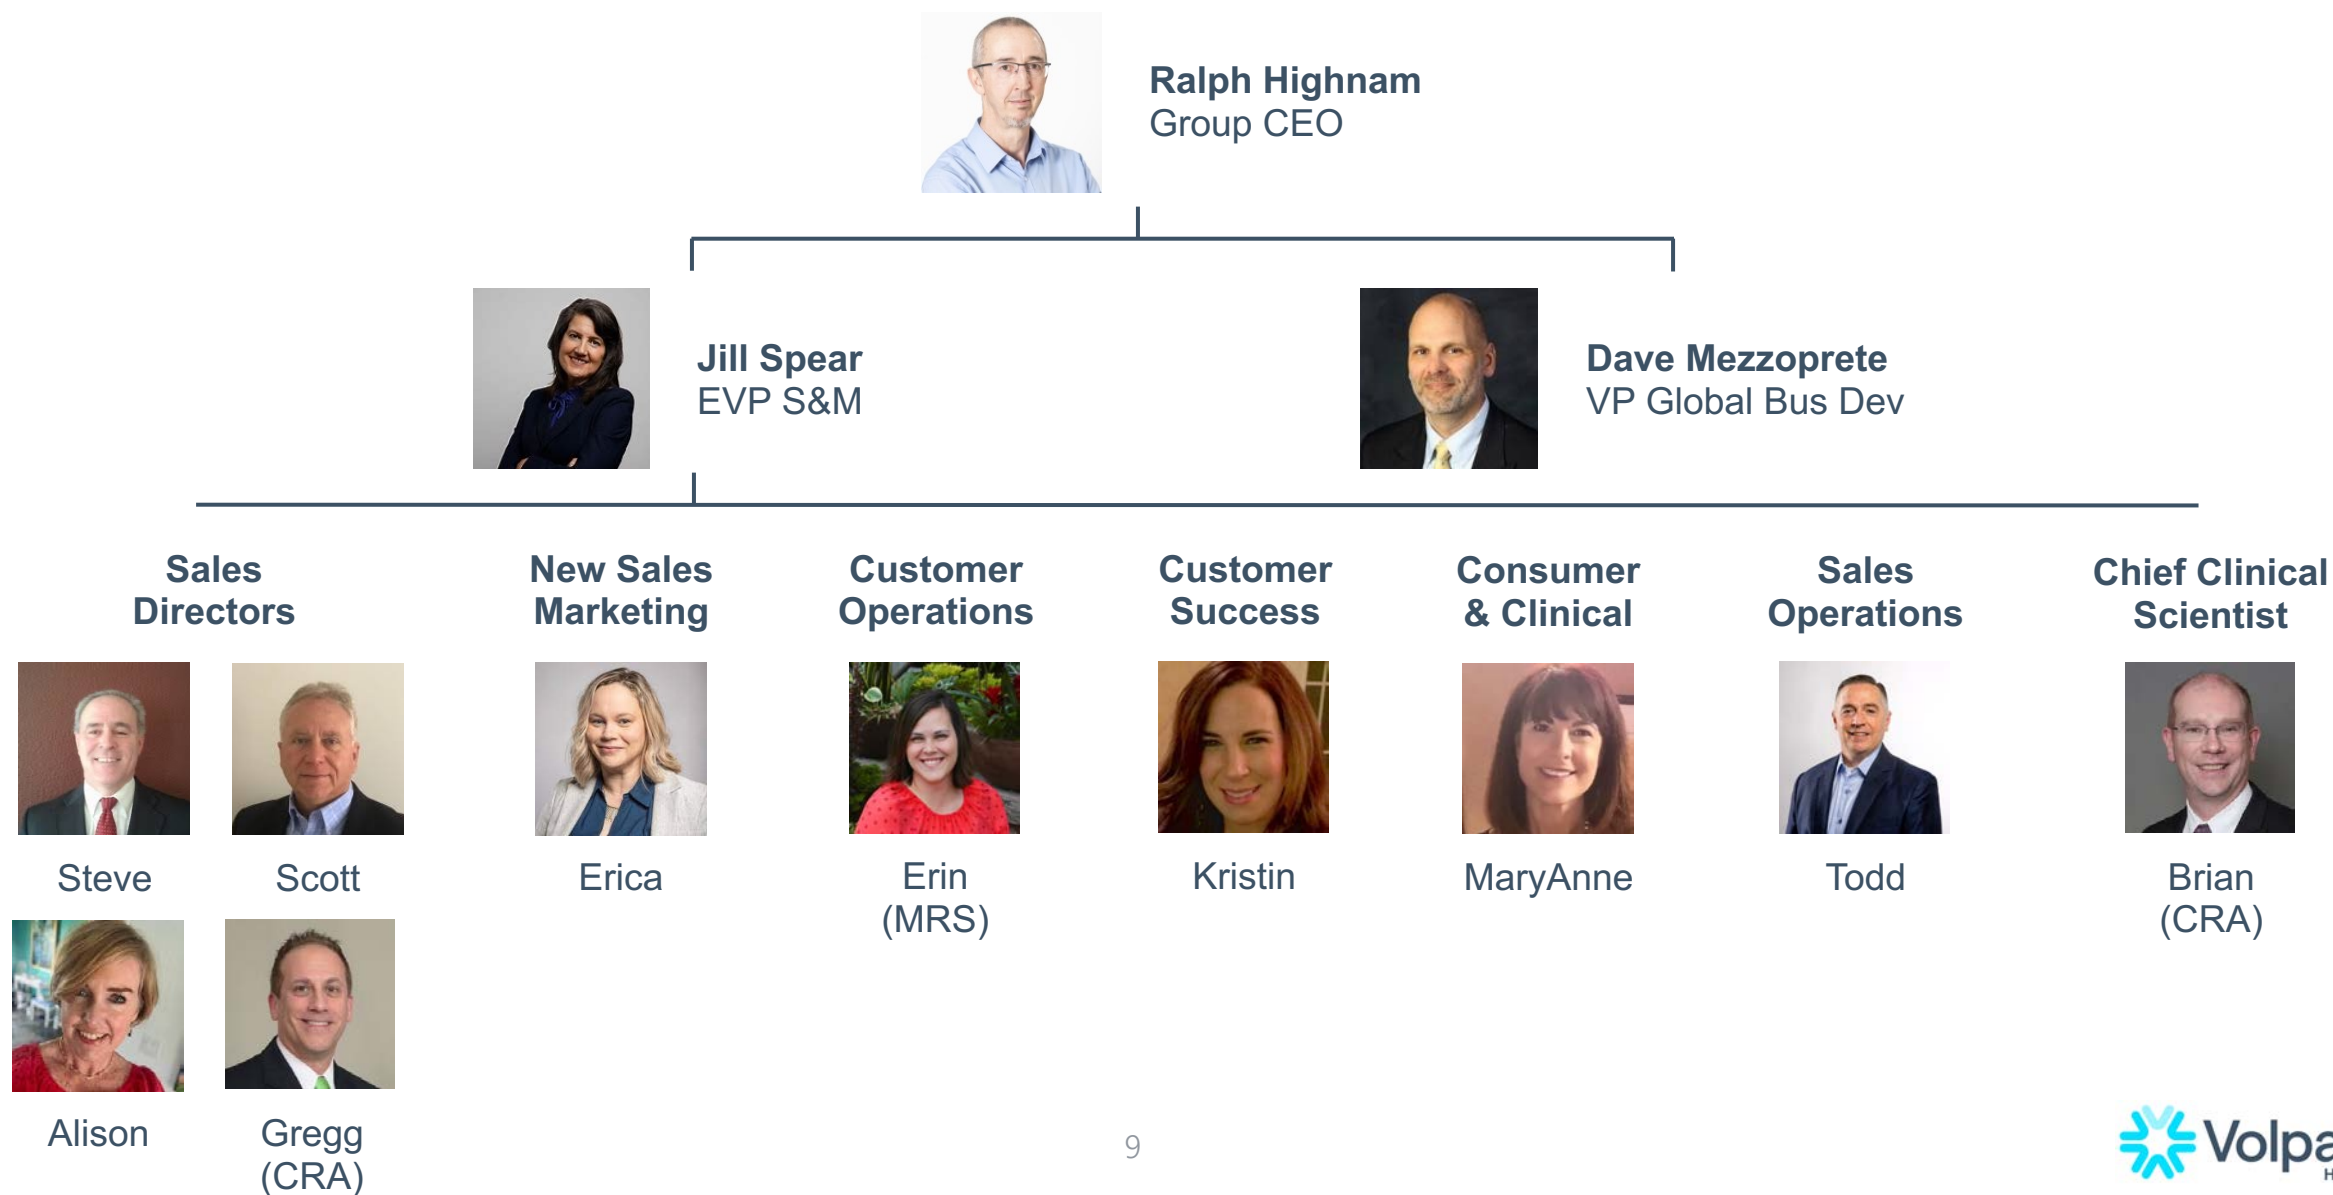 Ralph Highnam
Group CEO
Jill Spear
EVP S&M
Dave Mezzoprete
VP Global Bus Dev
Sales
Directors
New Sales
Marketing
Customer
Operations
Customer
Success
Consumer
& Clinical
Sales
Operations
Chief Clinical
Scientist
Steve
Scott
Erica
Erin
(MRS)
Kristin
MaryAnne
Todd
Brian
(CRA)
Alison
Gregg
(CRA)
9